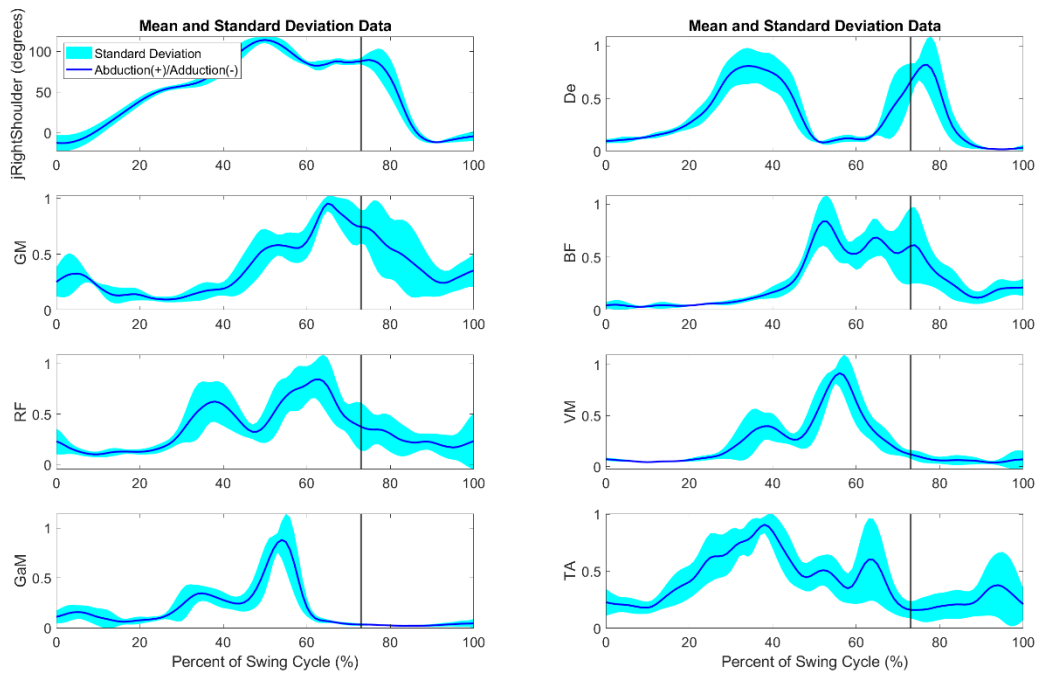 Mean and Standard Deviation Data
jRightShoulder (degrees)
100
50
0
Standard Deviation
Abduction(+)/Adduction(-)
0 20 40 60 80 100
Mean and Standard Deviation Data
De
1
0.5
0
0 20 40 60 80 100
GM
1
0.5
0
0 20 40 60 80 100
BF
1
0.5
0
0 20 40 60 80 100
RF
1
0.5
0
0 20 40 60 80 100
VM
1
0.5
0
0 20 40 60 80 100
GaM
1
0.5
0
0 20 40 60 80 100
Percent of Swing Cycle (%)
TA
1
0.5
0
0 20 40 60 80 100
Percent of Swing Cycle (%)